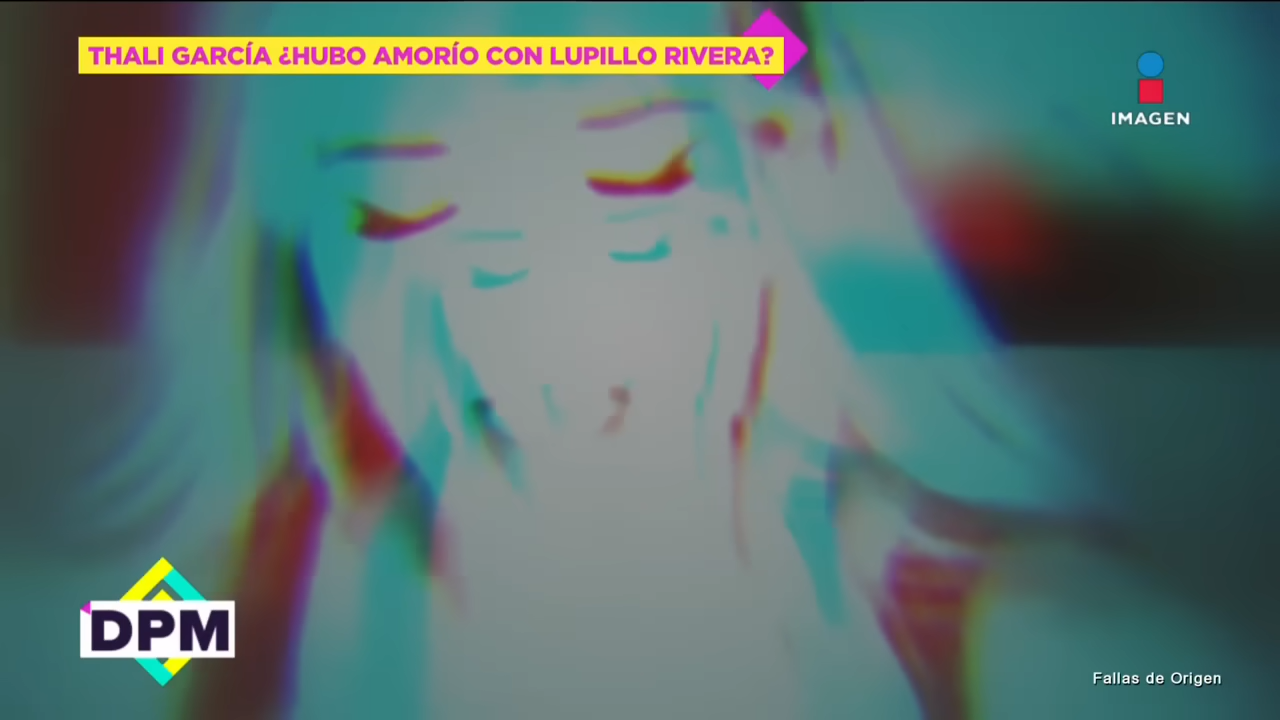 THALI GARCÍA ¿HUBO AMORÍO CON LUPILLO RIVERA?
IMAGEN
DPM
Fallas de Origen